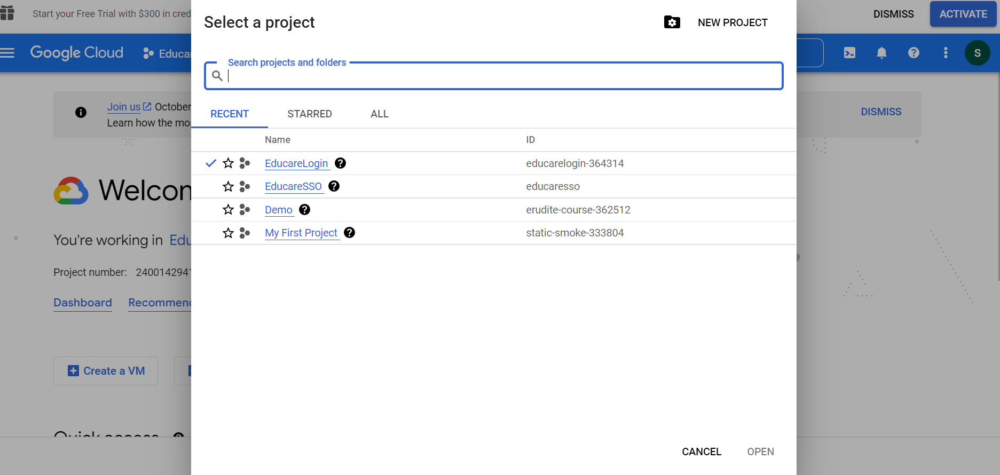 Start your Free Trial with $300 in cred
DISMISS
ACTIVATE
Google Cloud
Educa
S
Select a project
NEW PROJECT
Search projects and folders
RECENT
STARRED
ALL
Name
ID
EducareLogin
educarelogin-364314
EducareSSO
educaresso
Demo
erudite-course-362512
My First Project
static-smoke-333804
CANCEL
OPEN
Join us October
Learn how the mo
DISMISS
Welcon
You're working in Edu
Project number: 240014294
Dashboard
Recommen
Create a VM
Quick access